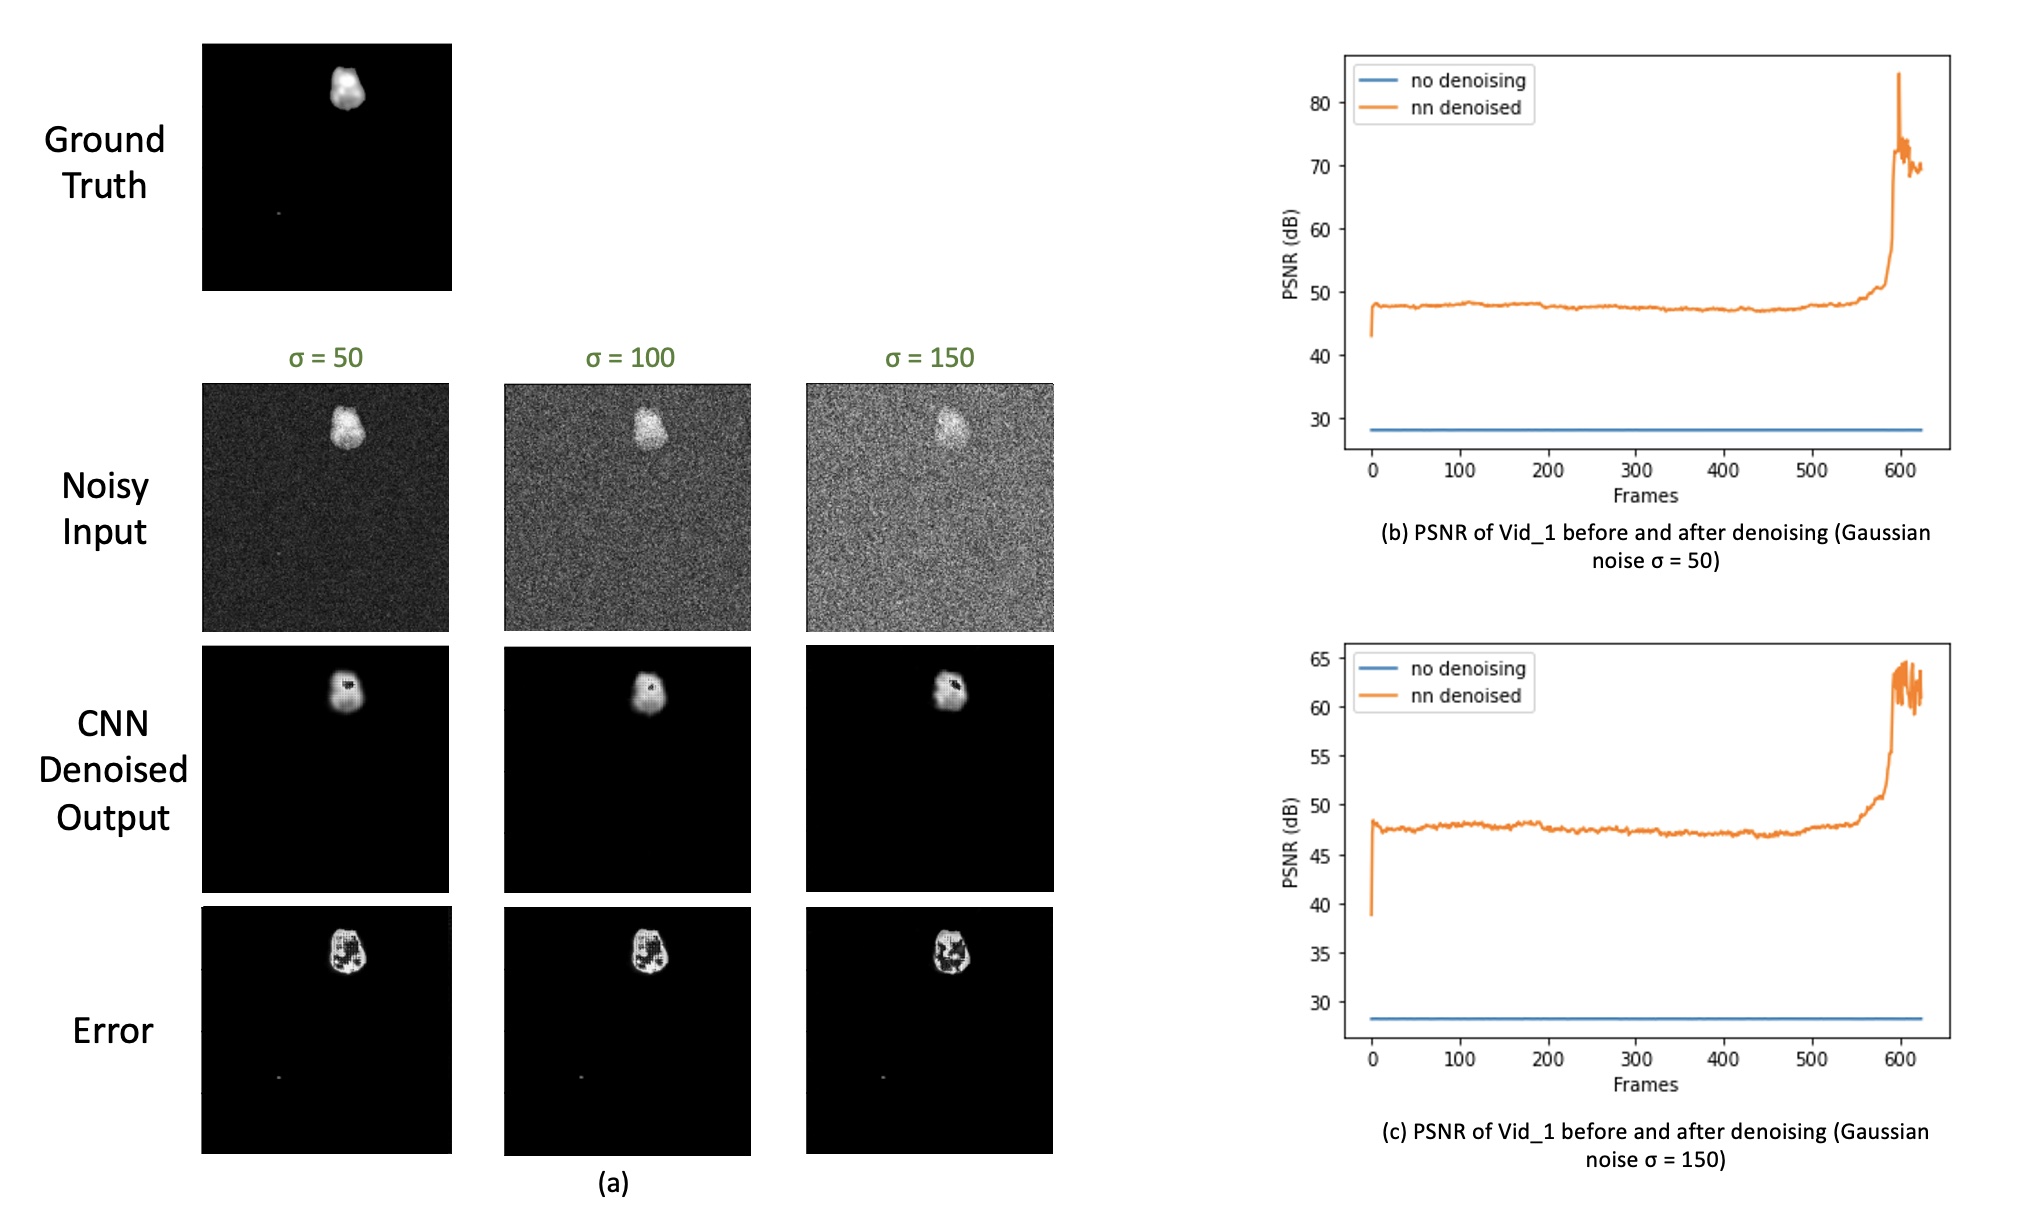 Ground
Truth
σ = 50
σ = 100
σ = 150
Noisy
Input
CNN
Denoised
Output
Error
(a)
no denoising
nn denoised
80
70
60
50
40
30
PSNR (dB)
0 100 200 300 400 500 600
Frames
(b) PSNR of Vid_1 before and after denoising (Gaussian
noise σ = 50)
no denoising
nn denoised
65
60
55
50
45
40
35
30
PSNR (dB)
0 100 200 300 400 500 600
Frames
(c) PSNR of Vid_1 before and after denoising (Gaussian
noise σ = 150)